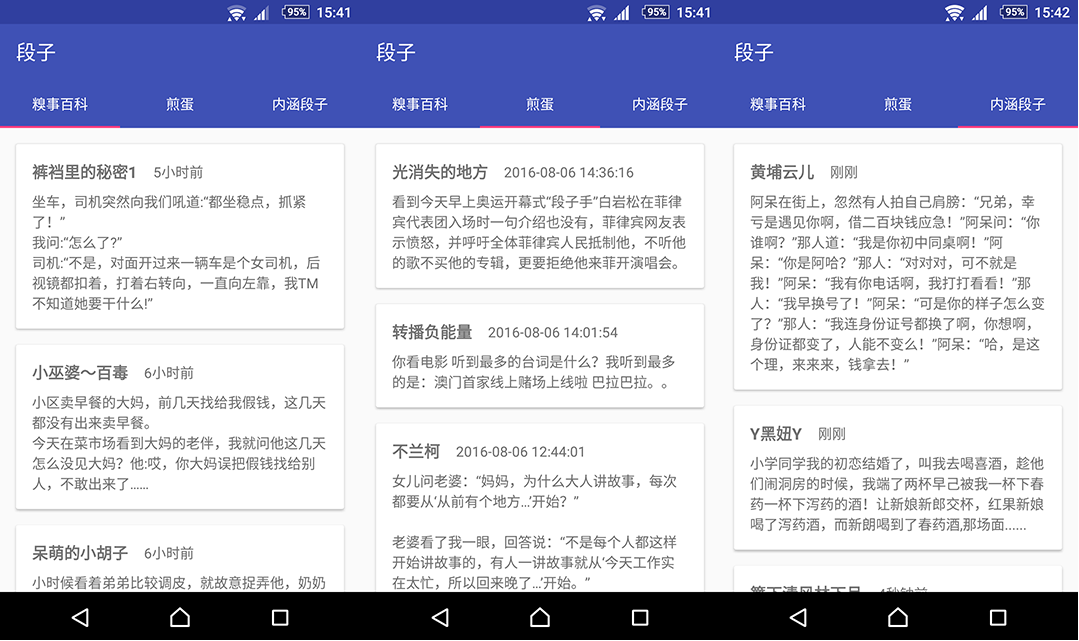 95% 15:41
段子
糗事百科 煎蛋 内涵段子
裤裆里的秘密1 5小时前
坐车，司机突然向我们吼道:“都坐稳点，抓紧
了！”
我问:“怎么了?”
司机:“不是，对面开过来一辆车是个女司机，后
视镜都扣着，打着右转向，一直向左靠，我TM
不知道她要干什么!”
小巫婆～百毒 6小时前
小区卖早餐的大妈，前几天找给我假钱，这几天
都没有出来卖早餐。
今天在菜市场看到大妈的老伴，我就问他这几天
怎么没见大妈？他:哎，你大妈误把假钱找给别
人，不敢出来了……
呆萌的小胡子 6小时前
小时候看着弟弟比较调皮，就故意捉弄他，奶奶
95% 15:41
段子
糗事百科 煎蛋 内涵段子
光消失的地方 2016-08-06 14:36:16
看到今天早上奥运开幕式“段子手”白岩松在菲律
宾代表团入场时一句介绍也没有，菲律宾网友表
示愤怒，并呼吁全体菲律宾人民抵制他，不听他
的歌不买他的专辑，更要拒绝他来菲开演唱会。
转播负能量 2016-08-06 14:01:54
你看电影 听到最多的台词是什么？我听到最多
的是：澳门首家线上赌场上线啦 巴拉巴拉。。
不兰柯 2016-08-06 12:44:01
女儿问老婆：“妈妈，为什么大人讲故事，每次
都要从‘从前有个地方…’开始？”
老婆看了我一眼，回答说：“不是每个人都这样
开始讲故事的，有人一讲故事就从‘今天工作实
在太忙，所以回来晚了…’开始。”
95% 15:42
段子
糗事百科 煎蛋 内涵段子
黄埔云儿 刚刚
阿呆在街上，忽然有人拍自己肩膀：“兄弟，幸
亏是遇见你啊，借二百块钱应急！”阿呆问：“你
谁啊？”那人道：“我是你初中同桌啊！”阿
呆：“你是阿哈？”那人：“对对对，可不就是
我！”阿呆：“我有你电话啊，我打打看看！”那
人：“我早换号了！”阿呆：“可是你的样子怎么变
了？”那人：“我连身份证号都换了啊，你想啊，
身份证都变了，人能不变么！”阿呆：“哈，是这
个理，来来来，钱拿去！”
Y黑妞Y 刚刚
小学同学我的初恋结婚了，叫我去喝喜酒，趁他
们闹洞房的时候，我端了两杯早己被我一杯下春
药一杯下泻药的酒！让新娘新郎交杯，红果新娘
喝了泻药酒，而新朗喝到了春药酒,那场面……